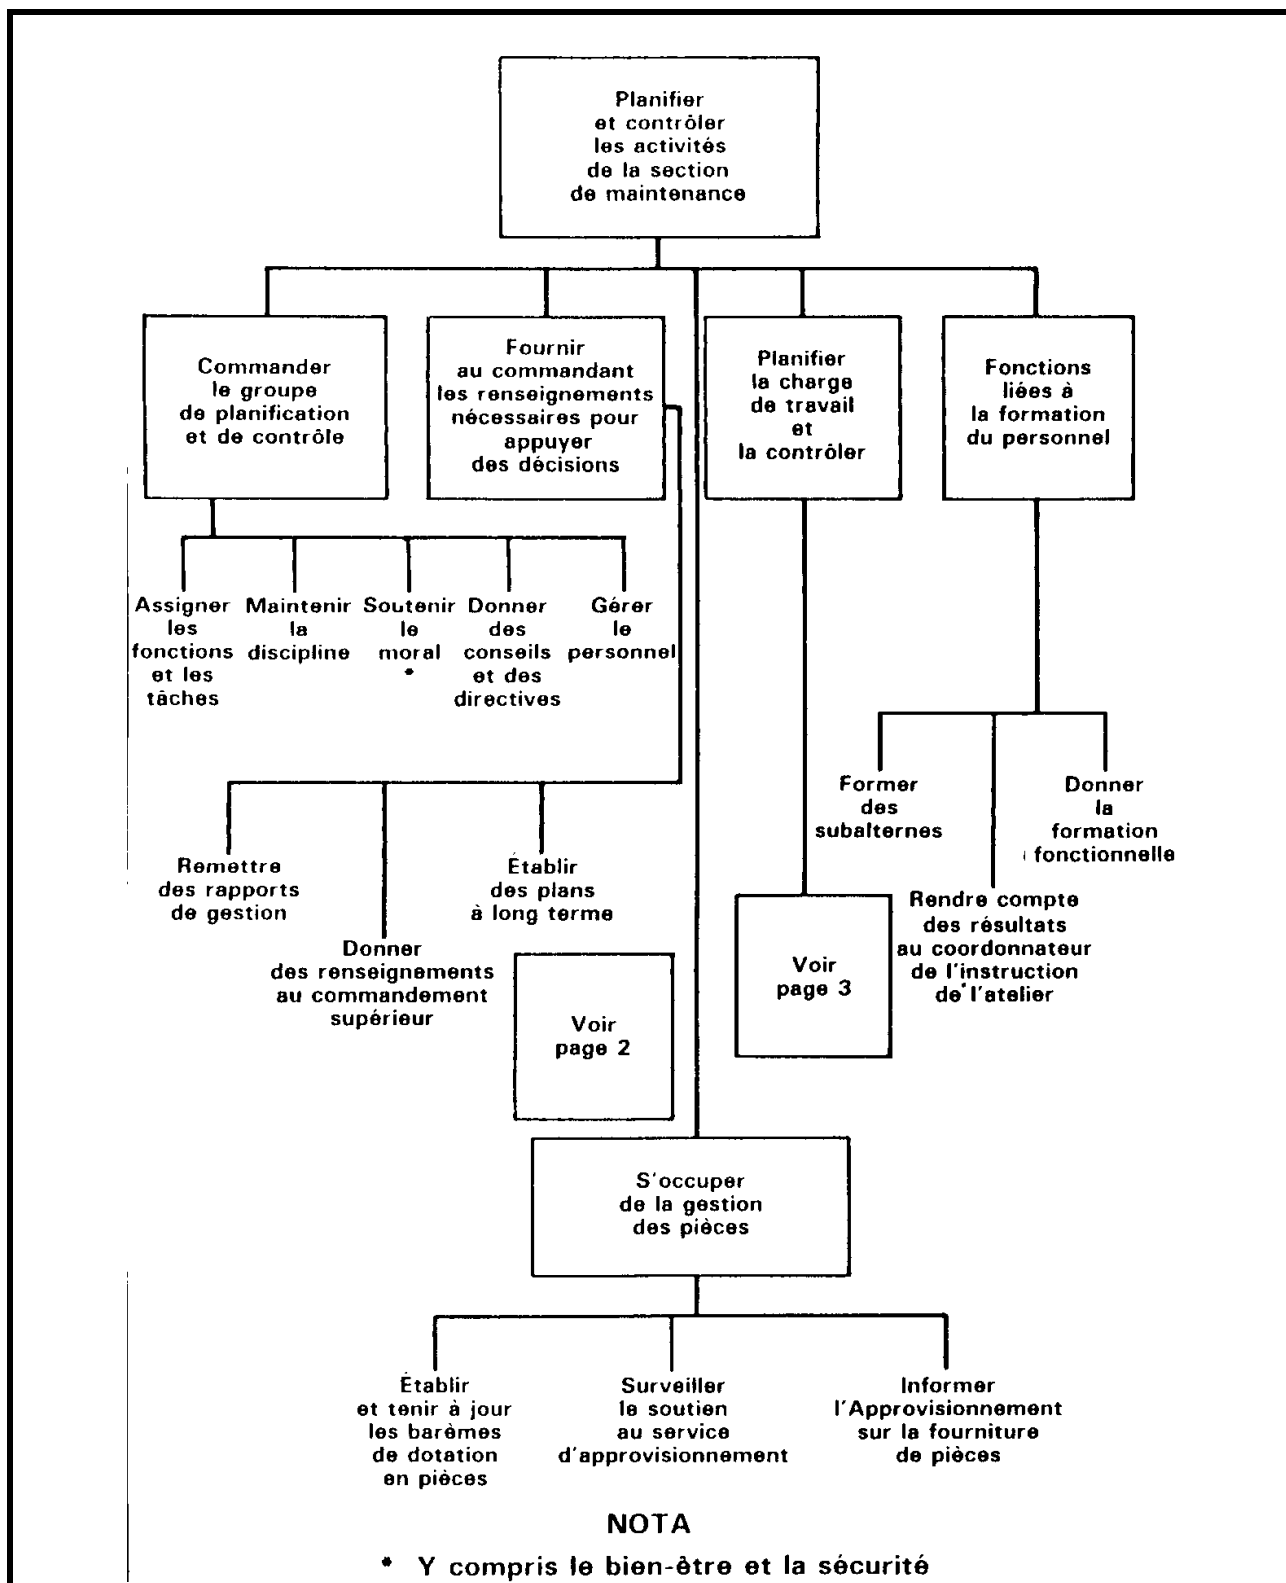 Planifier
et contrôler
les activités
de la section
de maintenance
Commander
le groupe
de planification
et de contrôle
Fournir
au commandant
les renseignements
nécessaires pour
appuyer
des décisions
Planifier
la charge
de travail
et
la contrôler
Fonctions
liées à
la formation
du personnel
Assigner
les
fonctions
et les
tâches
Maintenir
la
discipline
Soutenir
le
moral
*
Donner
des
conseils
et des
directives
Gérer
le
personnel
Remettre
des rapports
de gestion
Donner
des renseignements
au commandement
supérieur
Établir
des plans
à long terme
Former
des
subalternes
Rendre compte
des résultats
au coordonnateur
de l'instruction
de l'atelier
Donner
la
formation
fonctionnelle
Voir
page 2
Voir
page 3
S'occuper
de la gestion
des pièces
Établir
et tenir à jour
les barèmes
de dotation
en pièces
Surveiller
le soutien
au service
d'approvisionnement
Informer
l'Approvisionnement
sur la fourniture
de pièces
NOTA
* Y compris le bien-être et la sécurité